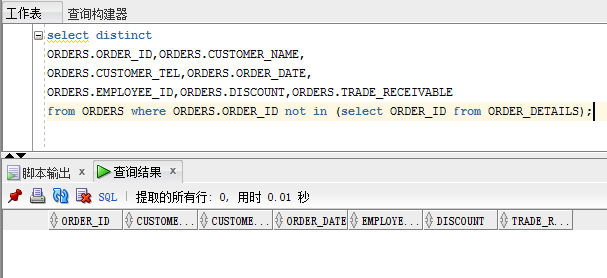 工作表 查询构建器
select distinct
ORDERS.ORDER_ID,ORDERS.CUSTOMER_NAME,
ORDERS.CUSTOMER_TEL,ORDERS.ORDER_DATE,
ORDERS.EMPLOYEE_ID,ORDERS.DISCOUNT,ORDERS.TRADE_RECEIVABLE
from ORDERS where ORDERS.ORDER_ID not in (select ORDER_ID from ORDER_DETAILS);
脚本输出 x 查询结果 x
SQL | 提取的所有行: 0, 用时 0.01 秒
ORDER_ID CUSTOME... CUSTOME... ORDER_DATE EMPLOYE... DISCOUNT TRADE_R...